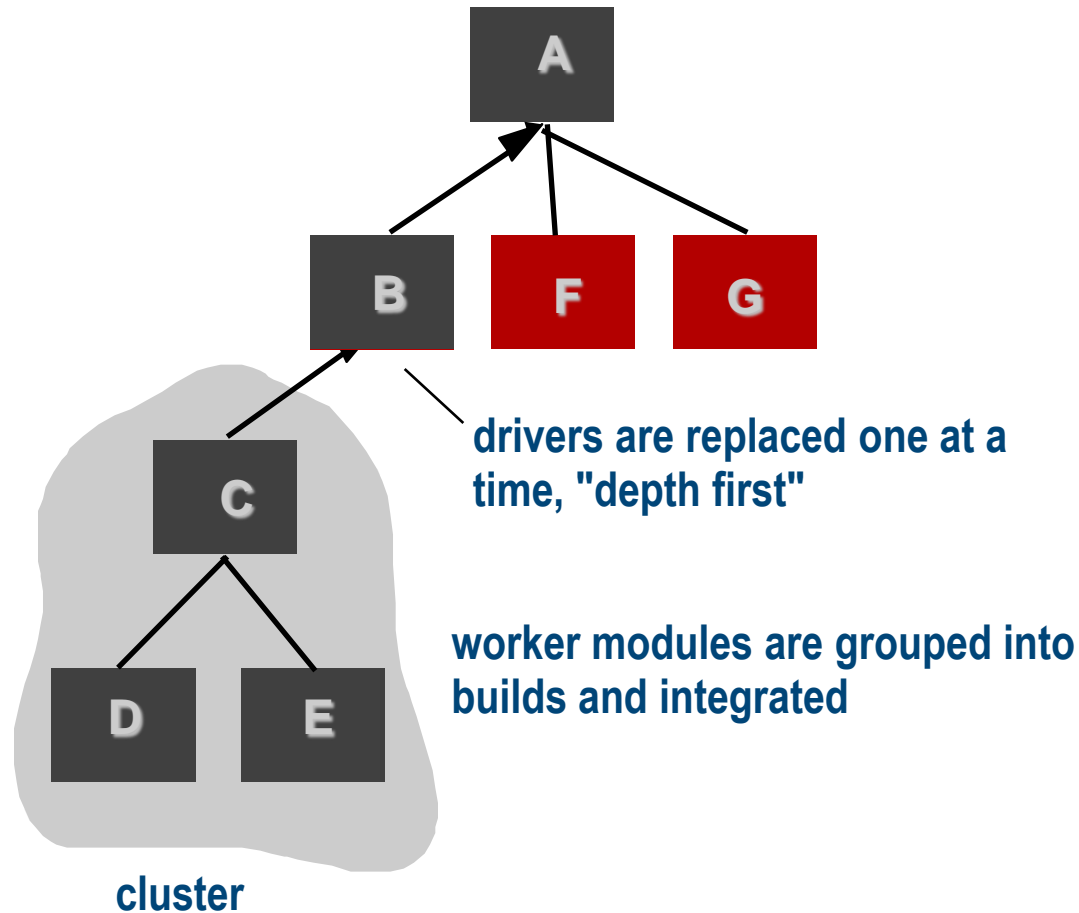 A
B
F
G
drivers are replaced one at a
time, "depth first"
C
worker modules are grouped into
builds and integrated
D
E
cluster